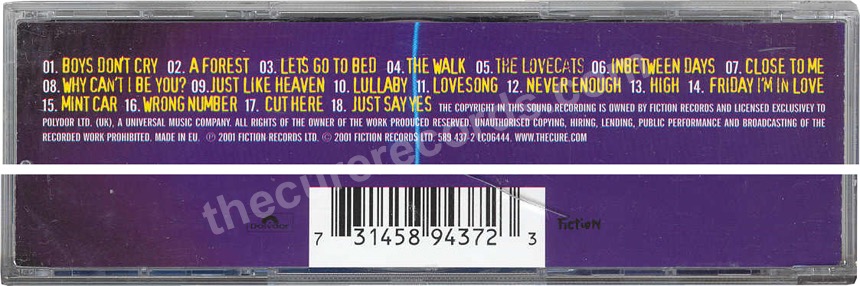 01. BOYS DON'T CRY 02. A FOREST 03. LET'S GO TO BED 04. THE WALK 05. THE LOVECATS 06. INBETWEEN DAYS 07. CLOSE TO ME
08. WHY CAN'T I BE YOU? 09. JUST LIKE HEAVEN 10. LULLABY 11. LOVESONG 12. NEVER ENOUGH 13. HIGH 14. FRIDAY I'M IN LOVE
15. MINT CAR 16. WRONG NUMBER 17. CUT HERE 18. JUST SAY YES THE COPYRIGHT IN THIS SOUND RECORDING IS OWNED BY FICTION RECORDS AND LICENSED EXCLUSIVELY TO
POLYDOR LTD. (UK), A UNIVERSAL MUSIC COMPANY. ALL RIGHTS OF THE OWNER OF THE WORK PRODUCED RESERVED. UNAUTHORISED COPYING, HIRING, LENDING, PUBLIC PERFORMANCE AND BROADCASTING OF THE
RECORDED WORK PROHIBITED. MADE IN EU. ℗ 2001 FICTION RECORDS LTD. © 2001 FICTION RECORDS LTD. 589 437-2 LC06444. WWW.THECURE.COM
thecurerecords.com
polydor
FICTION
7 31458 94372 3